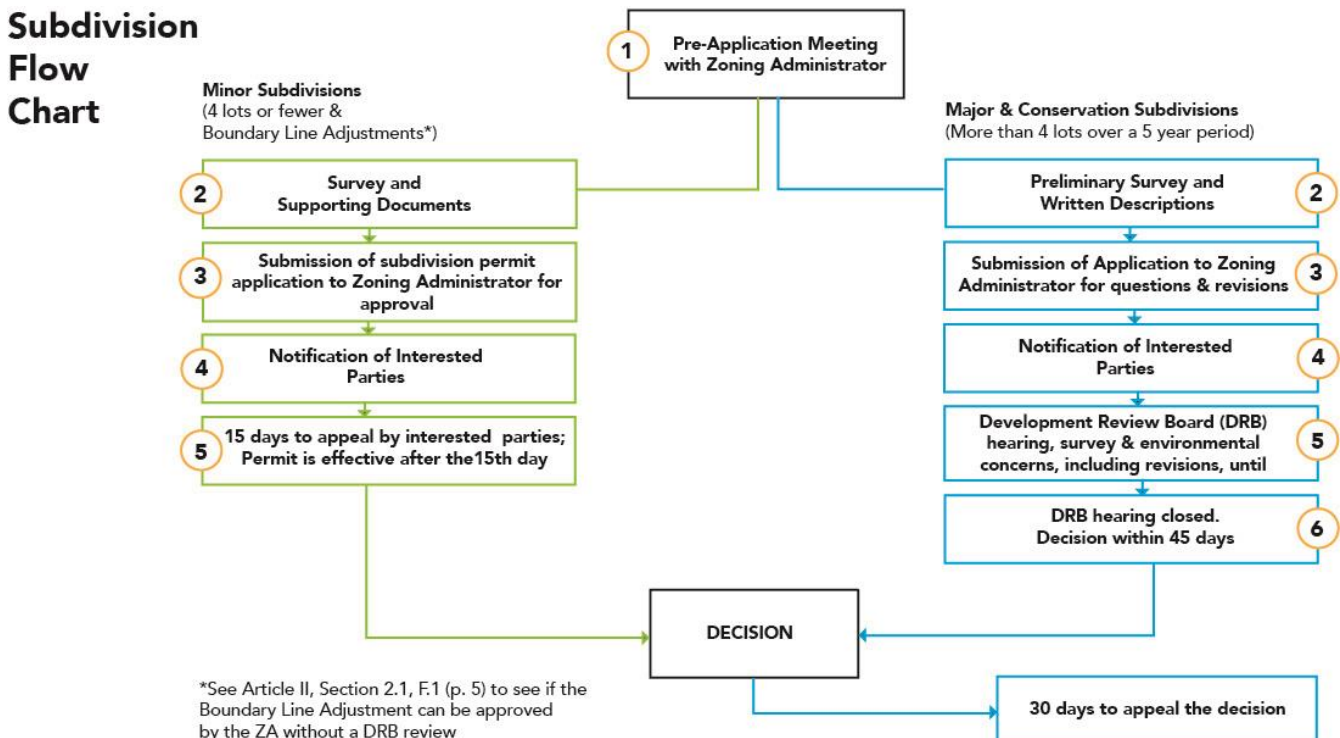 Subdivision
Flow
Chart
1
Pre-Application Meeting
with Zoning Administrator
Minor Subdivisions
(4 lots or fewer &
Boundary Line Adjustments*)
2
Survey and
Supporting Documents
3
Submission of subdivision permit
application to Zoning Administrator for
approval
4
Notification of Interested
Parties
5
15 days to appeal by interested parties;
Permit is effective after the15th day
Major & Conservation Subdivisions
(More than 4 lots over a 5 year period)
Preliminary Survey and
Written Descriptions
2
Submission of Application to Zoning
Administrator for questions & revisions
3
Notification of Interested
Parties
4
Development Review Board (DRB)
hearing, survey & environmental
concerns, including revisions, until
5
DRB hearing closed.
Decision within 45 days
6
DECISION
30 days to appeal the decision
*See Article II, Section 2.1, F.1 (p. 5) to see if the
Boundary Line Adjustment can be approved
by the ZA without a DRB review